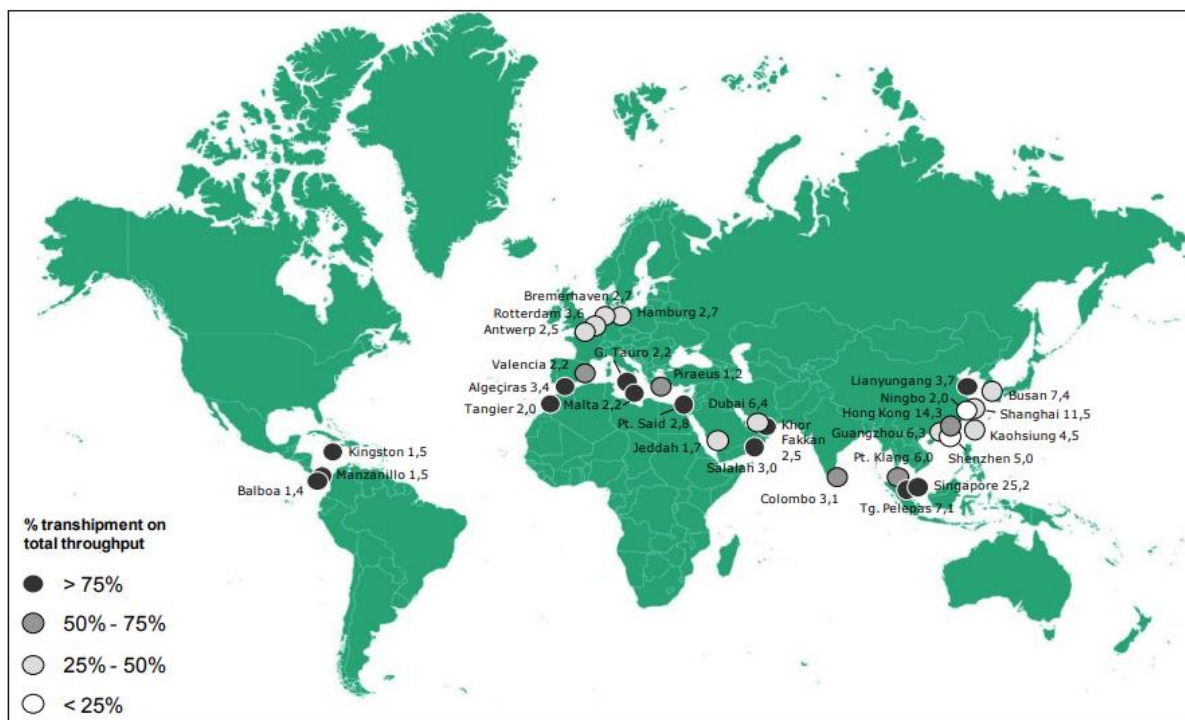 Bremerhaven 2,7
Rotterdam 3,6
Hamburg 2,7
Antwerp 2,5
G. Tauro 2,2
Valencia 2,2
Piraeus 1,2
Algeçiras 3,4
Tangier 2,0
Malta 2,2
Pt. Said 2,8
Dubai 6,4
Khor
Fakkan
2,5
Jeddah 1,7
Salalah 3,0
Lianyungang 3,7
Ningbo 2,0
Busan 7,4
Hong Kong 14,3
Shanghai 11,5
Guangzhou 6,3
Kaohsiung 4,5
Pt. Klang 6,0
Shenzhen 5,0
Singapore 25,2
Colombo 3,1
Tg. Pelepas 7,1
Kingston 1,5
Manzanillo 1,5
Balboa 1,4
% transhipment on
total throughput
> 75%
50% - 75%
25% - 50%
< 25%